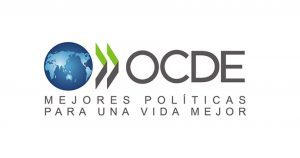 OCDE
MEJORES POLÍTICAS
PARA UNA VIDA MEJOR